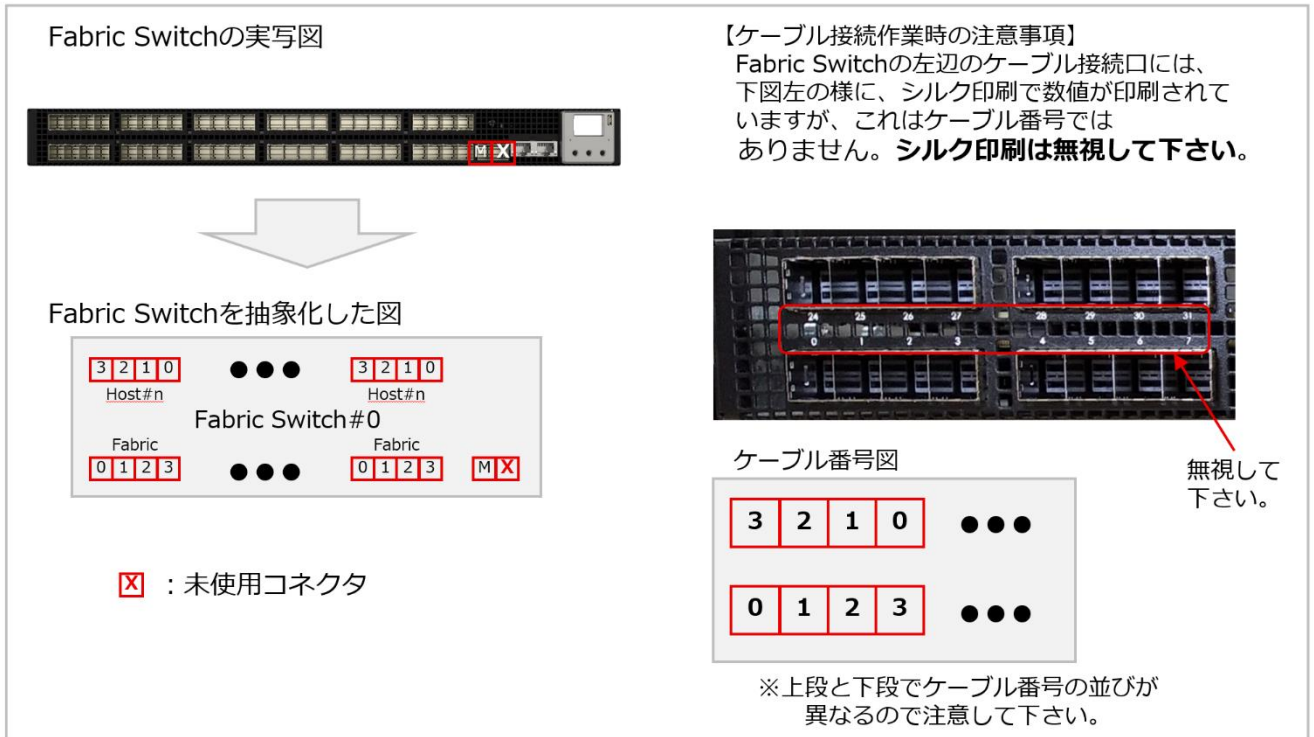 Fabric Switchの実写図
M X
Fabric Switchを抽象化した図
3 2 1 0 ●●● 3 2 1 0
Host#n Host#n
Fabric Switch#0
Fabric Fabric
0 1 2 3 ●●● 0 1 2 3 M X
X ：未使用コネクタ
【ケーブル接続作業時の注意事項】
Fabric Switchの左辺のケーブル接続口には、
下図左の様に、シルク印刷で数値が印刷されて
いますが、これはケーブル番号では
ありません。シルク印刷は無視して下さい。
24 25 26 27 28 29 30 31
0 1 2 3 4 5 6 7
無視して
下さい。
ケーブル番号図
3 2 1 0 ●●●
0 1 2 3 ●●●
※上段と下段でケーブル番号の並びが
異なるので注意して下さい。